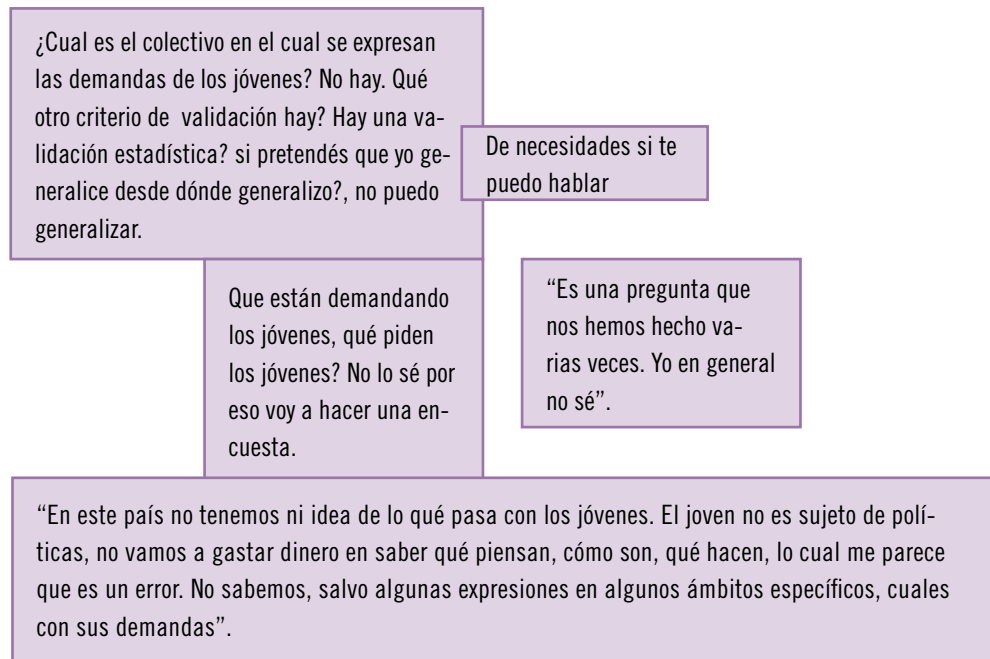 ¿Cual es el colectivo en el cual se expresan
las demandas de los jóvenes? No hay. Qué
otro criterio de validación hay? Hay una va-
lidación estadística? si pretendés que yo ge-
neralice desde dónde generalizo?, no puedo
generalizar.
De necesidades si te
puedo hablar
Que están demandando
los jóvenes, qué piden
los jóvenes? No lo sé por
eso voy a hacer una en-
cuesta.
“Es una pregunta que
nos hemos hecho va-
rias veces. Yo en general
no sé”.
“En este país no tenemos ni idea de lo qué pasa con los jóvenes. El joven no es sujeto de polí-
ticas, no vamos a gastar dinero en saber qué piensan, cómo son, qué hacen, lo cual me parece
que es un error. No sabemos, salvo algunas expresiones en algunos ámbitos específicos, cuales
con sus demandas”.